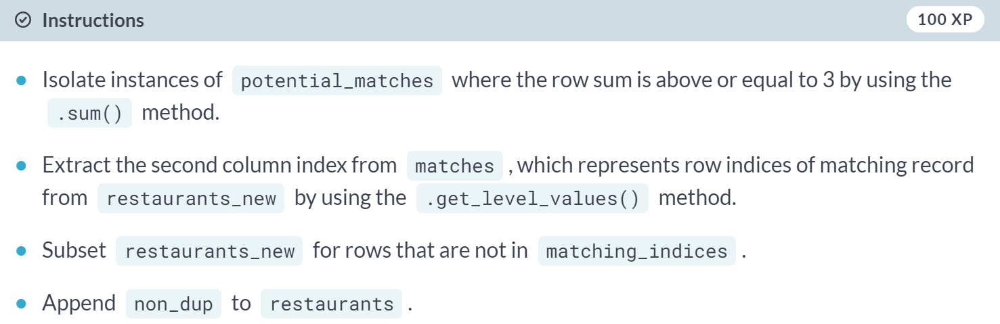 Instructions
100 XP
Isolate instances of potential_matches where the row sum is above or equal to 3 by using the
.sum() method.
Extract the second column index from matches , which represents row indices of matching record
from restaurants_new by using the .get_level_values() method.
Subset restaurants_new for rows that are not in matching_indices .
Append non_dup to restaurants .